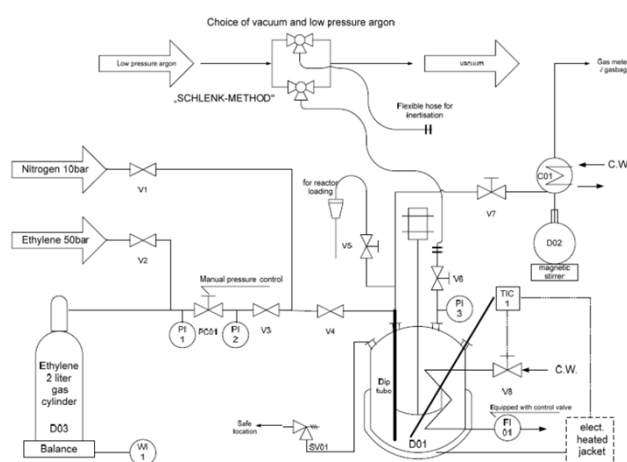 Choice of vacuum and low pressure argon
Low pressure argon
vacuum
Gas meter
/ gasbag
„SCHLENK-METHOD“
Flexible hose for
inertisation
C.W.
C01
Nitrogen 10bar
V1
for reactor
loading
V7
D02
magnetic
stirrer
Ethylene 50bar
V2
V5
V6
Manual pressure control
TIC
1
PI
1
PC01
PI
2
V3
V4
PI
3
Ethylene
2 liter
gas
cylinder
D03
Dip
tube
V8
C.W.
Equipped with control valve
FI
01
Safe
location
SV01
D01
elect.
heated
jacket
Balance
WI
1